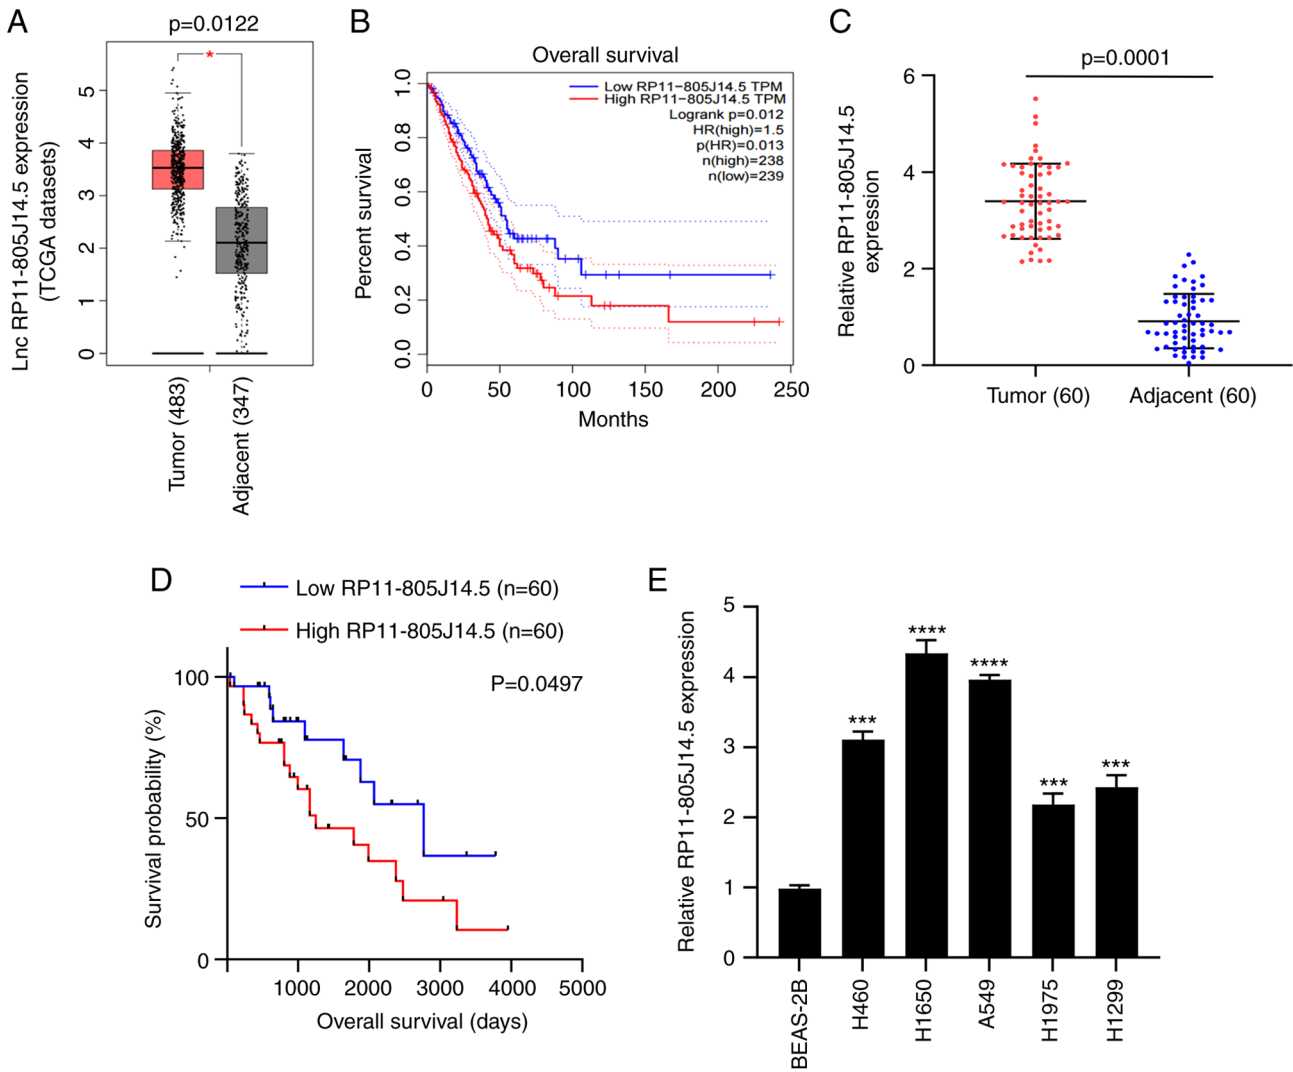 A
p=0.0122
*
Lnc RP11-805J14.5 expression
(TCGA datasets)
5
4
3
2
1
0
Tumor (483)
Adjacent (347)
B
Overall survival
Low RP11-805J14.5 TPM
High RP11-805J14.5 TPM
Logrank p=0.012
HR(high)=1.5
p(HR)=0.013
n(high)=238
n(low)=239
Percent survival
1.0
0.8
0.6
0.4
0.2
0.0
0 50 100 150 200 250
Months
C
p=0.0001
Relative RP11-805J14.5
expression
6
4
2
0
Tumor (60) Adjacent (60)
D
Low RP11-805J14.5 (n=60)
High RP11-805J14.5 (n=60)
P=0.0497
Survival probability (%)
100
50
0
1000 2000 3000 4000 5000
Overall survival (days)
E
Relative RP11-805J14.5 expression
5
4
3
2
1
0
***
****
****
***
***
BEAS-2B
H460
H1650
A549
H1975
H1299